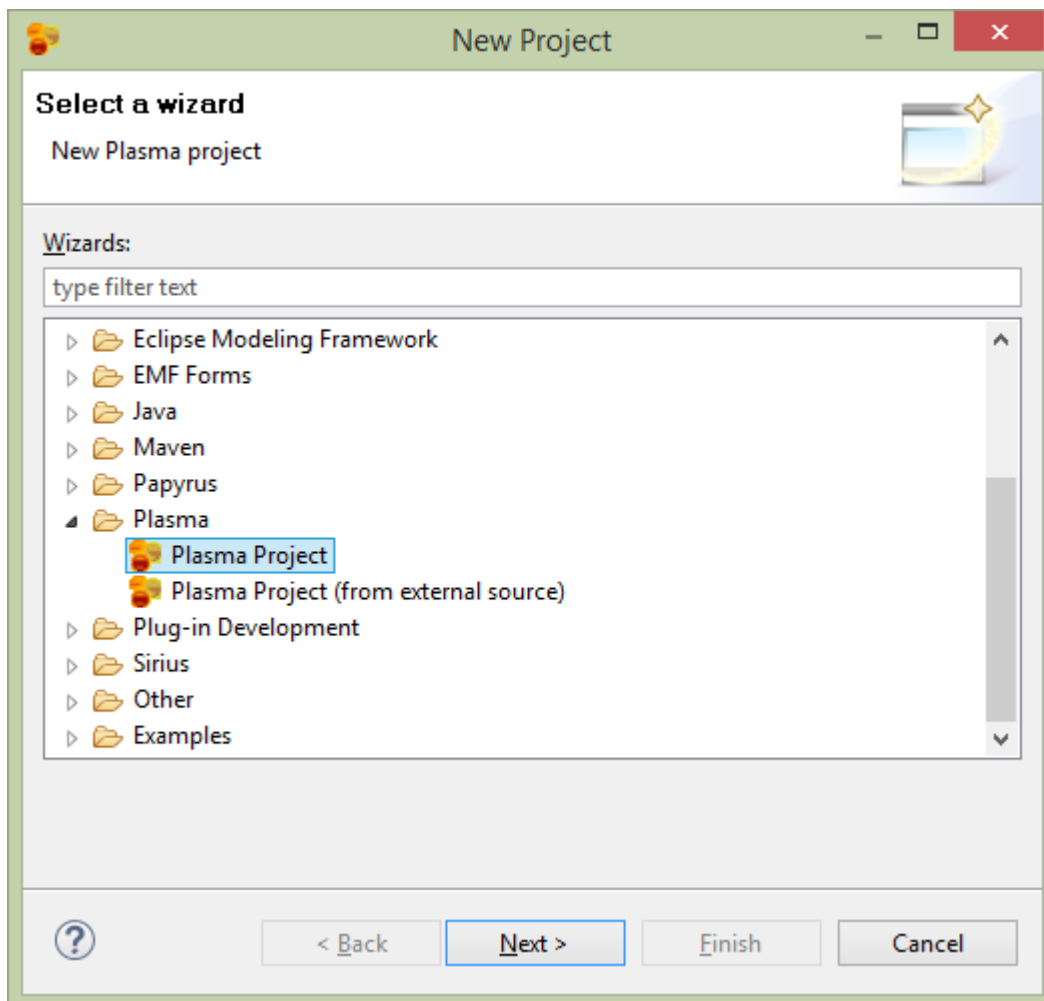 New Project
Select a wizard
New Plasma project
Wizards:
type filter text
Eclipse Modeling Framework
EMF Forms
Java
Maven
Papyrus
Plasma
Plasma Project
Plasma Project (from external source)
Plug-in Development
Sirius
Other
Examples
< Back Next > Finish Cancel